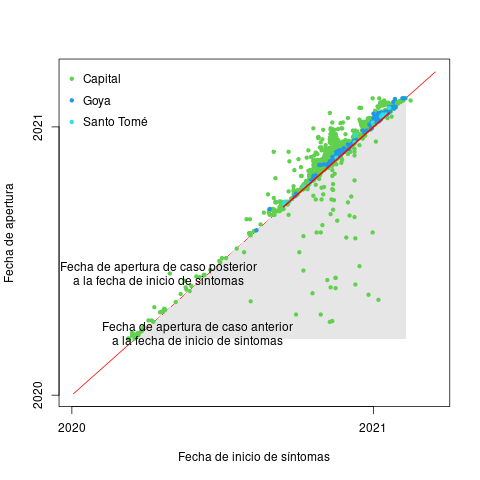 Capital
Goya
Santo Tomé
2021
Fecha de apertura
Fecha de apertura de caso posterior
a la fecha de inicio de síntomas
Fecha de apertura de caso anterior
a la fecha de inicio de síntomas
2020
2020
2021
Fecha de inicio de síntomas